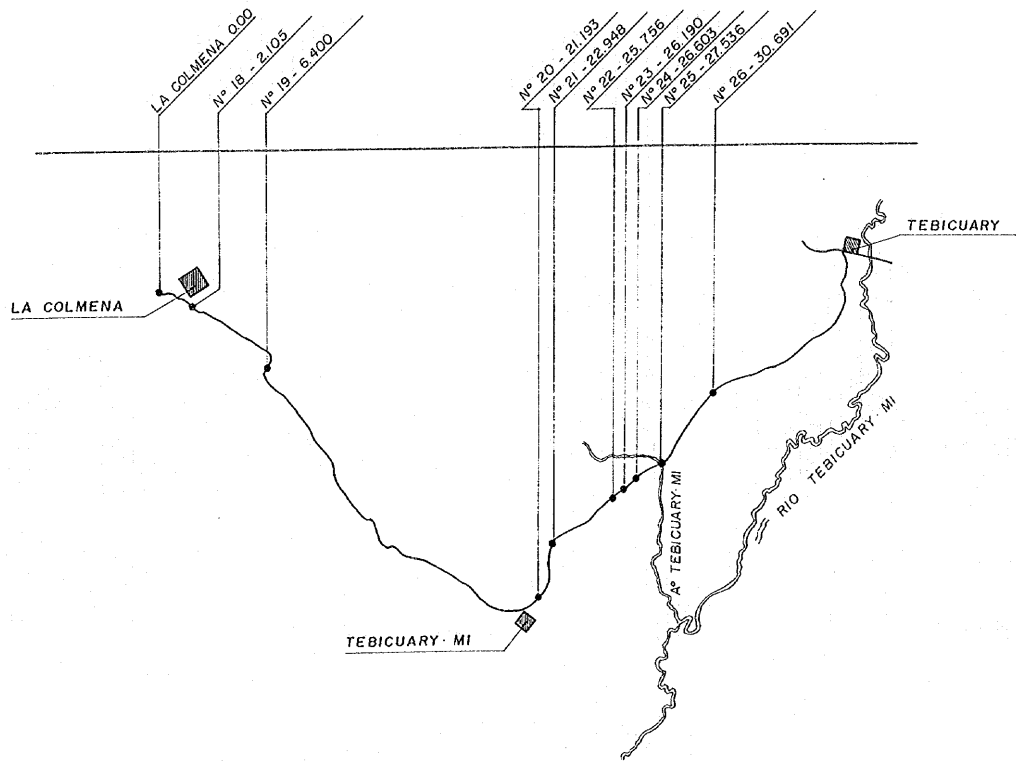 LA COLMENA 0.00
Nº 18 - 2.105
Nº 19 - 6.400
Nº 20 - 21.193
Nº 21 - 22.948
Nº 22 - 25.756
Nº 23 - 26.190
Nº 24 - 26.603
Nº 25 - 27.536
Nº 26 - 30.691
TEBICUARY
LA COLMENA
Aº TEBICUARY-MI
RIO TEBICUARY-MI
TEBICUARY-MI